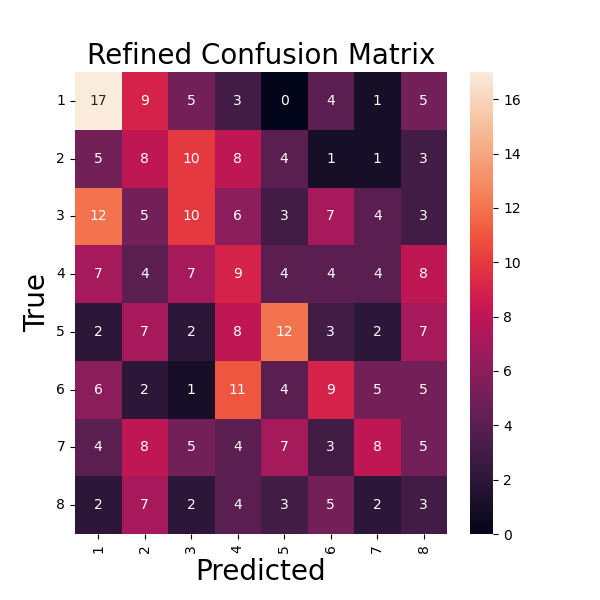 Refined Confusion Matrix
1 17 9 5 3 0 4 1 5
2 5 8 10 8 4 1 1 3
3 12 5 10 6 3 7 4 3
4 7 4 7 9 4 4 4 8
5 2 7 2 8 12 3 2 7
6 6 2 1 11 4 9 5 5
7 4 8 5 4 7 3 8 5
8 2 7 2 4 3 5 2 3
1 2 3 4 5 6 7 8
True
Predicted
16
14
12
10
8
6
4
2
0